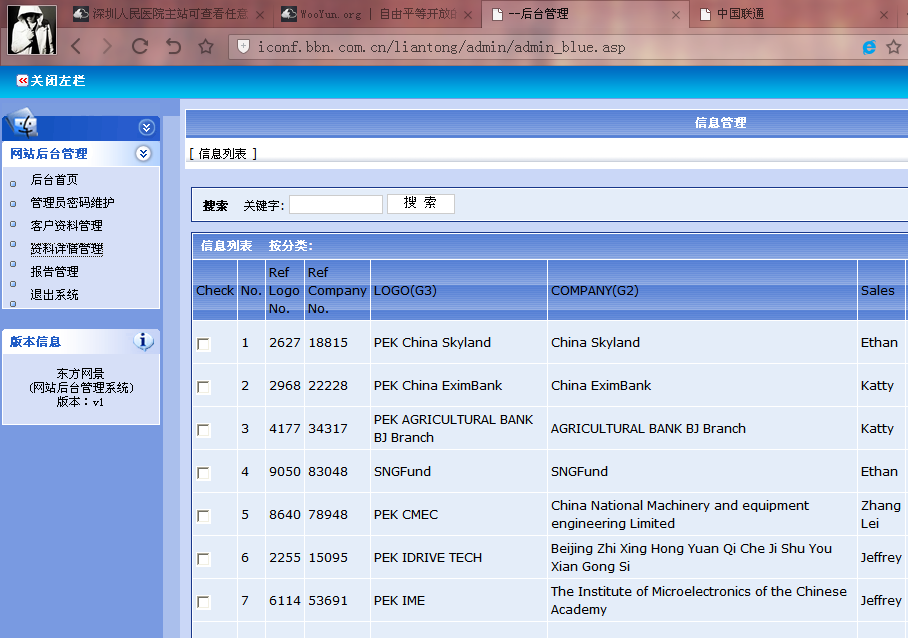 深圳人民医院主站可查看任意
WooYun.org | 自由平等开放的
--后台管理
中国联通
iconf.bbn.com.cn/liantong/admin/admin_blue.asp
关闭左栏
网站后台管理
后台首页
管理员密码维护
客户资料管理
资料详宿管理
报告管理
退出系统
版本信息
东方网景
(网站后台管理系统)
版本：v1
信息管理
[ 信息列表 ]
搜索 关键字: 搜 索
信息列表 按分类:
Check No. Ref Logo No. Ref Company No. LOGO(G3) COMPANY(G2) Sales
1 2627 18815 PEK China Skyland China Skyland Ethan
2 2968 22228 PEK China EximBank China EximBank Katty
3 4177 34317 PEK AGRICULTURAL BANK BJ Branch AGRICULTURAL BANK BJ Branch Katty
4 9050 83048 SNGFund SNGFund Ethan
5 8640 78948 PEK CMEC China National Machinery and equipment engineering Limited Zhang Lei
6 2255 15095 PEK IDRIVE TECH Beijing Zhi Xing Hong Yuan Qi Che Ji Shu You Xian Gong Si Jeffrey
7 6114 53691 PEK IME The Institute of Microelectronics of the Chinese Academy Jeffrey